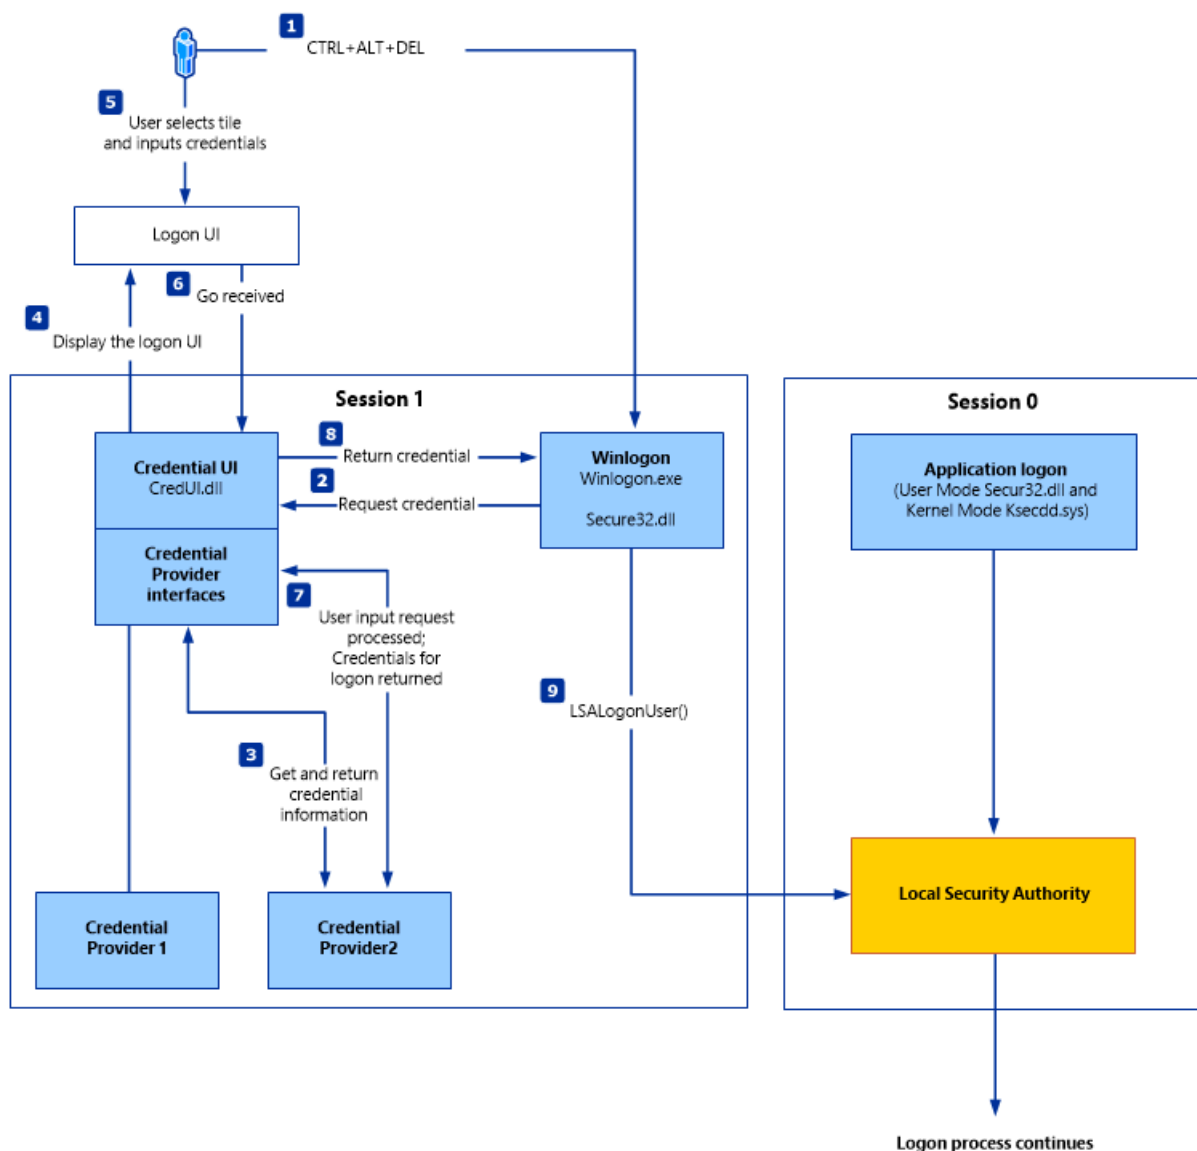 1
CTRL+ALT+DEL
5
User selects tile
and inputs credentials
Logon UI
6
Go received
4
Display the logon UI
Session 1
8
Return credential
2
Request credential
Credential UI
CredUI.dll
Credential
Provider
interfaces
Winlogon
Winlogon.exe
Secure32.dll
7
User input request
processed;
Credentials for
logon returned
3
Get and return
credential
information
9
LSALogonUser()
Credential
Provider 1
Credential
Provider2
Session 0
Application logon
(User Mode Secur32.dll and
Kernel Mode Ksecdd.sys)
Local Security Authority
Logon process continues